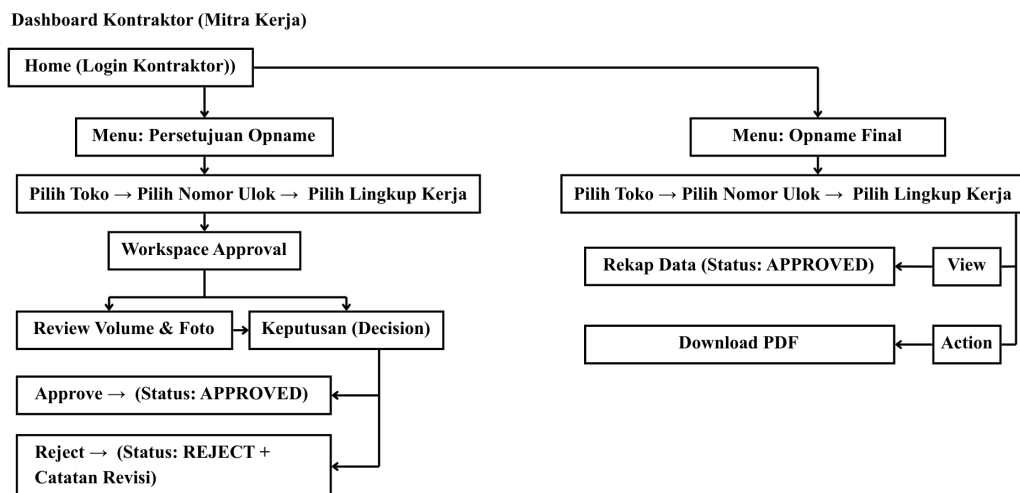 Dashboard Kontraktor (Mitra Kerja)
Home (Login Kontraktor))
Menu: Persetujuan Opname
Pilih Toko → Pilih Nomor Ulok → Pilih Lingkup Kerja
Workspace Approval
Review Volume & Foto
Keputusan (Decision)
Approve → (Status: APPROVED)
Reject → (Status: REJECT +
Catatan Revisi)
Menu: Opname Final
Pilih Toko → Pilih Nomor Ulok → Pilih Lingkup Kerja
Rekap Data (Status: APPROVED)
View
Download PDF
Action